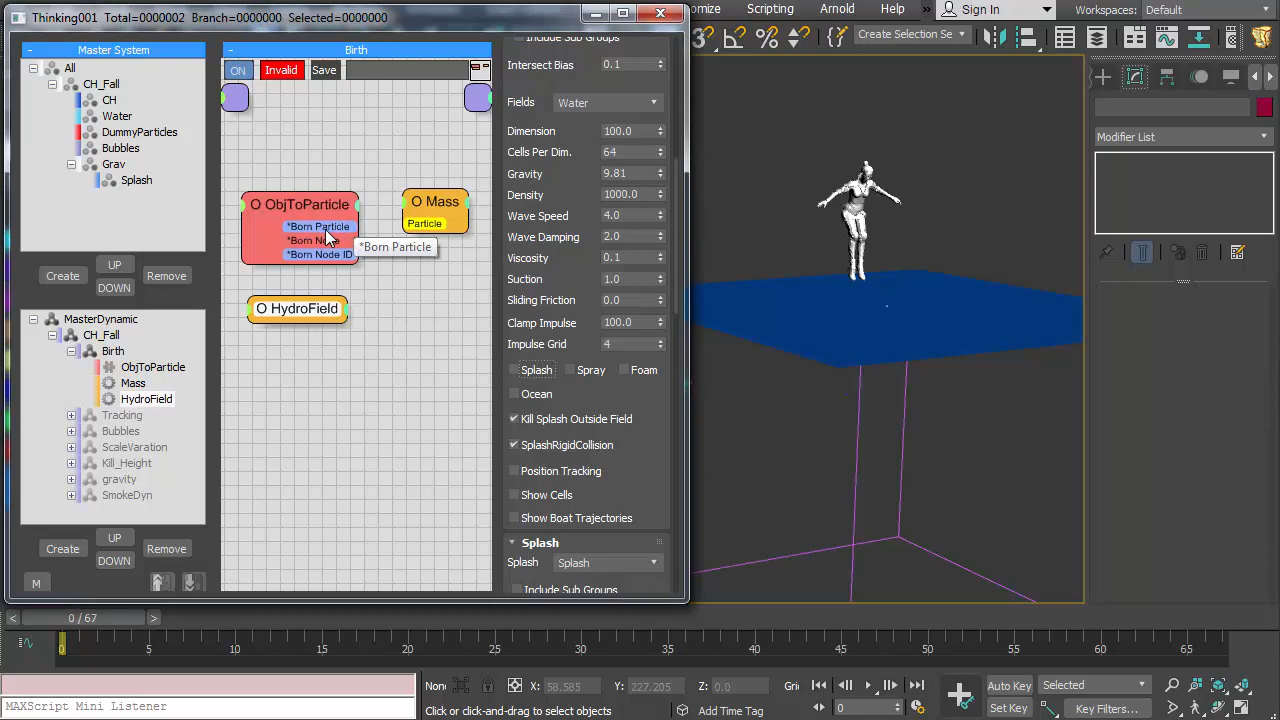 Thinking001 Total=0000002 Branch=0000000 Selected=0000000
omize Scripting Arnold Help Sign In Workspaces: Default
Create Selection Se
Master System
All
CH_Fall
CH
Water
DummyParticles
Bubbles
Grav
Splash
Create UP Remove
DOWN
MasterDynamic
CH_Fall
Birth
ObjToParticle
Mass
HydroField
Tracking
Bubbles
ScaleVaration
Kill_Height
gravity
SmokeDyn
Create UP Remove
DOWN
M
Birth
ON Invalid Save
O ObjToParticle
*Born Particle
*Born Node ID
O Mass
Particle
*Born Particle
O HydroField
Include Sub Groups
Intersect Bias 0.1
Fields Water
Dimension 100.0
Cells Per Dim. 64
Gravity 9.81
Density 1000.0
Wave Speed 4.0
Wave Damping 2.0
Viscosity 0.1
Suction 1.0
Sliding Friction 0.0
Clamp Impulse 100.0
Impulse Grid 4
Splash Spray Foam
Ocean
Kill Splash Outside Field
SplashRigidCollision
Position Tracking
Show Cells
Show Boat Trajectories
Splash
Splash Splash
Include Sub Groups
Modifier List
< 0 / 67 >
0 5 10 15 20 25 30 35 40 45 50 55 60 65
MAXScript Mini Listener
None X: 58.585 Y: 227.205 Z: 0.0 Gri
Click or click-and-drag to select objects
Add Time Tag
0
Auto Key Selected
Set Key Key Filters...